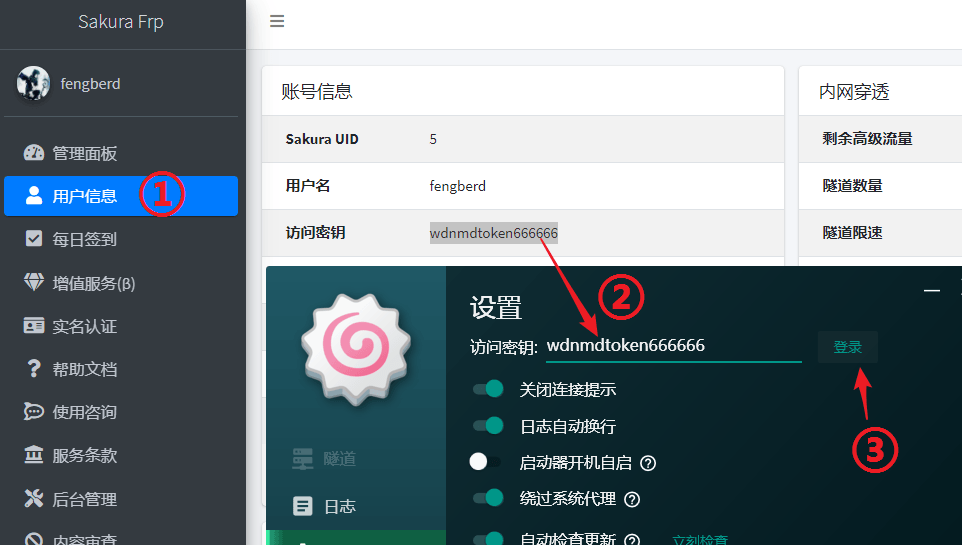 Sakura Frp
fengberd
管理面板
用户信息
①
每日签到
增值服务(β)
实名认证
帮助文档
使用咨询
服务条款
后台管理
内容审查
账号信息
Sakura UID 5
用户名 fengberd
访问密钥 wdnmdtoken666666
内网穿透
剩余高级流量
隧道数量
隧道限速
隧道
日志
设置
②
访问密钥: wdnmdtoken666666 登录
③
关闭连接提示
日志自动换行
启动器开机自启
绕过系统代理
自动检查更新 立刻检查